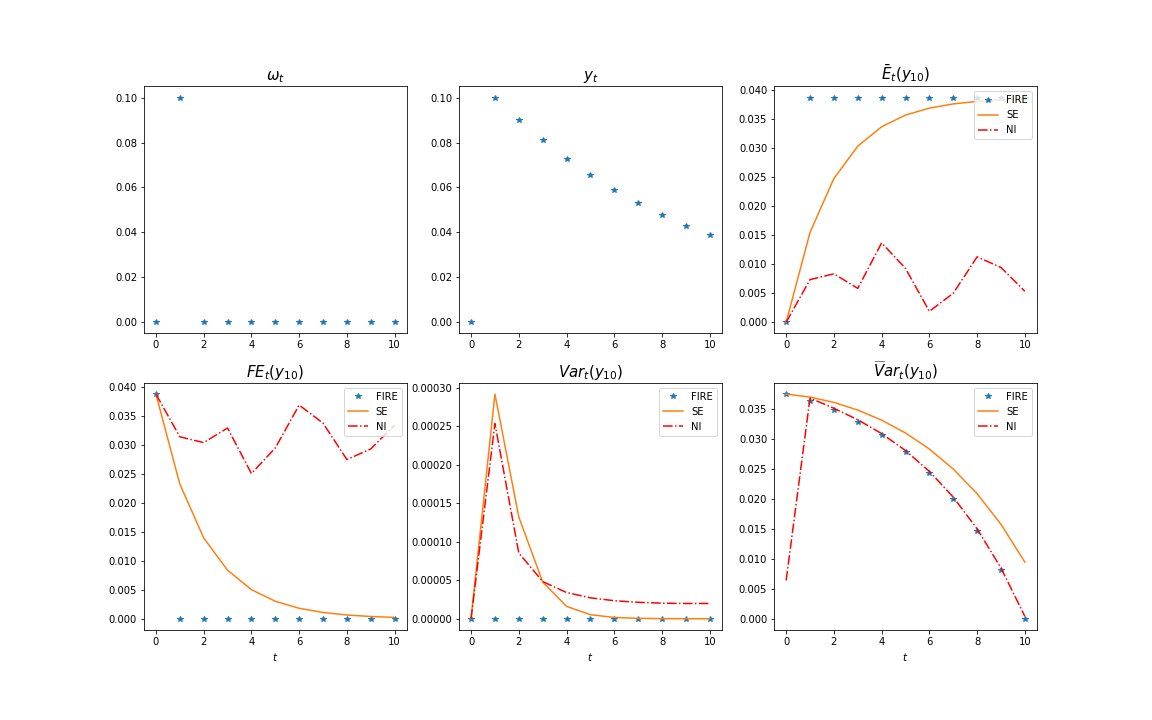 ω_t
0.10
0.08
0.06
0.04
0.02
0.00
0 2 4 6 8 10
y_t
0.10
0.08
0.06
0.04
0.02
0.00
0 2 4 6 8 10
Ē_t(y_10)
0.040
0.035
0.030
0.025
0.020
0.015
0.010
0.005
0.000
0 2 4 6 8 10
FIRE
SE
NI
FE_t(y_10)
0.040
0.035
0.030
0.025
0.020
0.015
0.010
0.005
0.000
0 2 4 6 8 10
t
FIRE
SE
NI
Var_t(y_10)
0.00030
0.00025
0.00020
0.00015
0.00010
0.00005
0.00000
0 2 4 6 8 10
t
FIRE
SE
NI
V̅ar_t(y_10)
0.035
0.030
0.025
0.020
0.015
0.010
0.005
0.000
0 2 4 6 8 10
t
FIRE
SE
NI